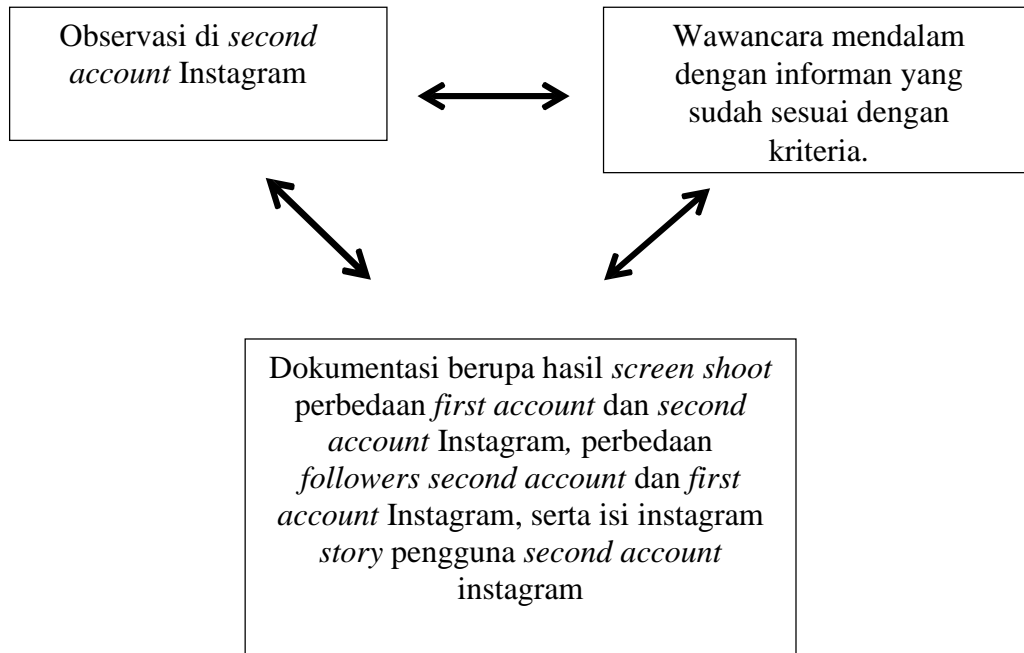 Observasi di second
account Instagram
Wawancara mendalam
dengan informan yang
sudah sesuai dengan
kriteria.
Dokumentasi berupa hasil screen shoot
perbedaan first account dan second
account Instagram, perbedaan
followers second account dan first
account Instagram, serta isi instagram
story pengguna second account
instagram